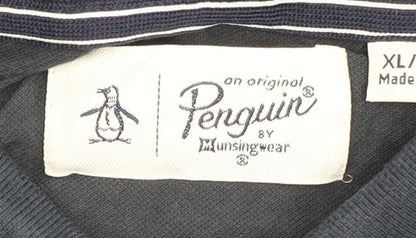 an original
Penguin®
BY
Munsingwear
®
®
XL/
Made